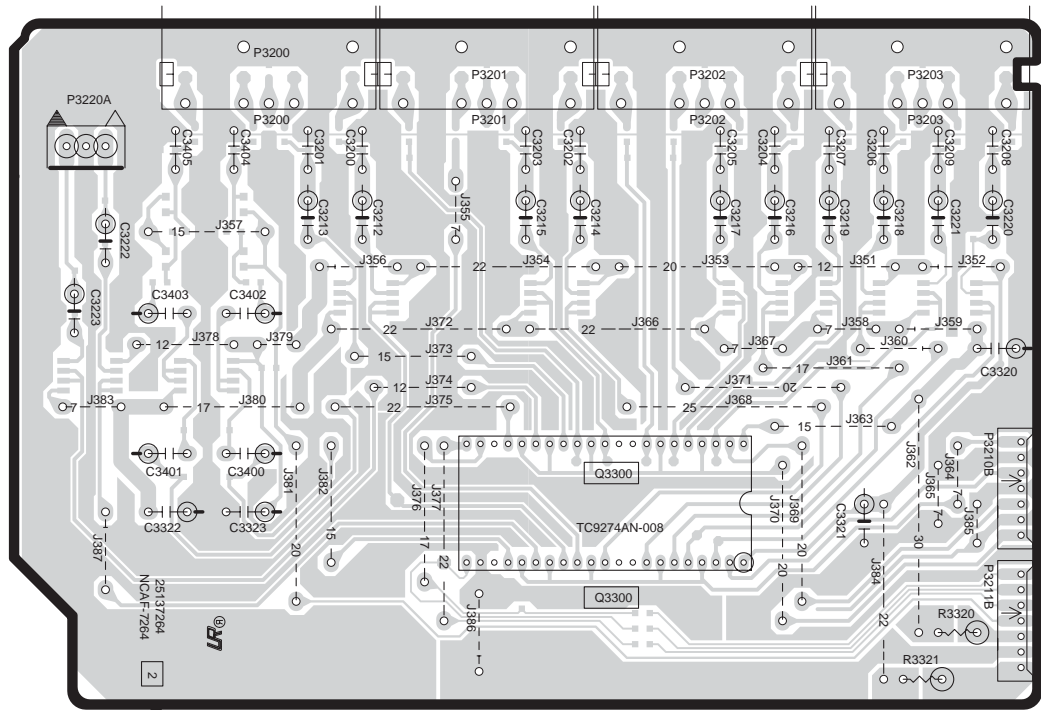 P3200
P3201
P3202
P3203
P3220A
P3200
P3201
P3202
P3203
C3405
C3404
C3201
C3200
C3203
C3202
C3205
C3204
C3207
C3206
C3209
C3208
C3222
C3213
C3212
J355 7
C3215
C3214
C3217
C3216
C3219
C3218
C3221
C3220
15 J357
J356
22 J354
20 J353
12 J351
J352
C3223
C3403
C3402
22 J372
22 J366
7 J358
J359
12 J378
J379
15 J373
7 J367
J360
C3320
17 J361
12 J374
J371 20
7 J383
17 J380
22 J375
25 J368
15 J363
C3401
C3400
J381
20
J382
15
J376
17
J377
22
Q3300
J370
20
J369
20
J362
30
J364
7
J365
7
J385
P3210B
C3322
C3323
TC9274AN-008
C3321
J387
J384
22
P3211B
25137264
NCAF-7264
UR®
J386
Q3300
R3320
R3321
2